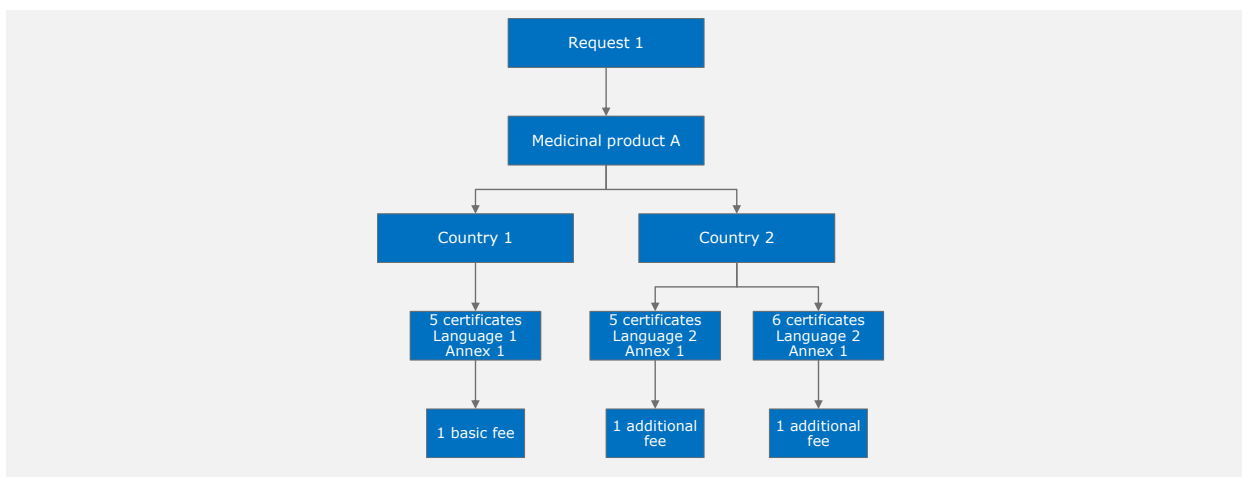 Request 1
Medicinal product A
Country 1
Country 2
5 certificates
Language 1
Annex 1
5 certificates
Language 2
Annex 1
6 certificates
Language 2
Annex 1
1 basic fee
1 additional
fee
1 additional
fee